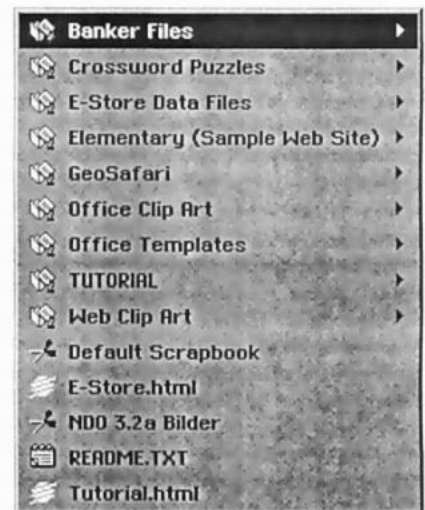 Banker Files
Crossword Puzzles
E-Store Data Files
Elementary (Sample Web Site)
GeoSafari
Office Clip Art
Office Templates
TUTORIAL
Web Clip Art
Default Scrapbook
E-Store.html
NDO 3.2a Bilder
README.TXT
Tutorial.html